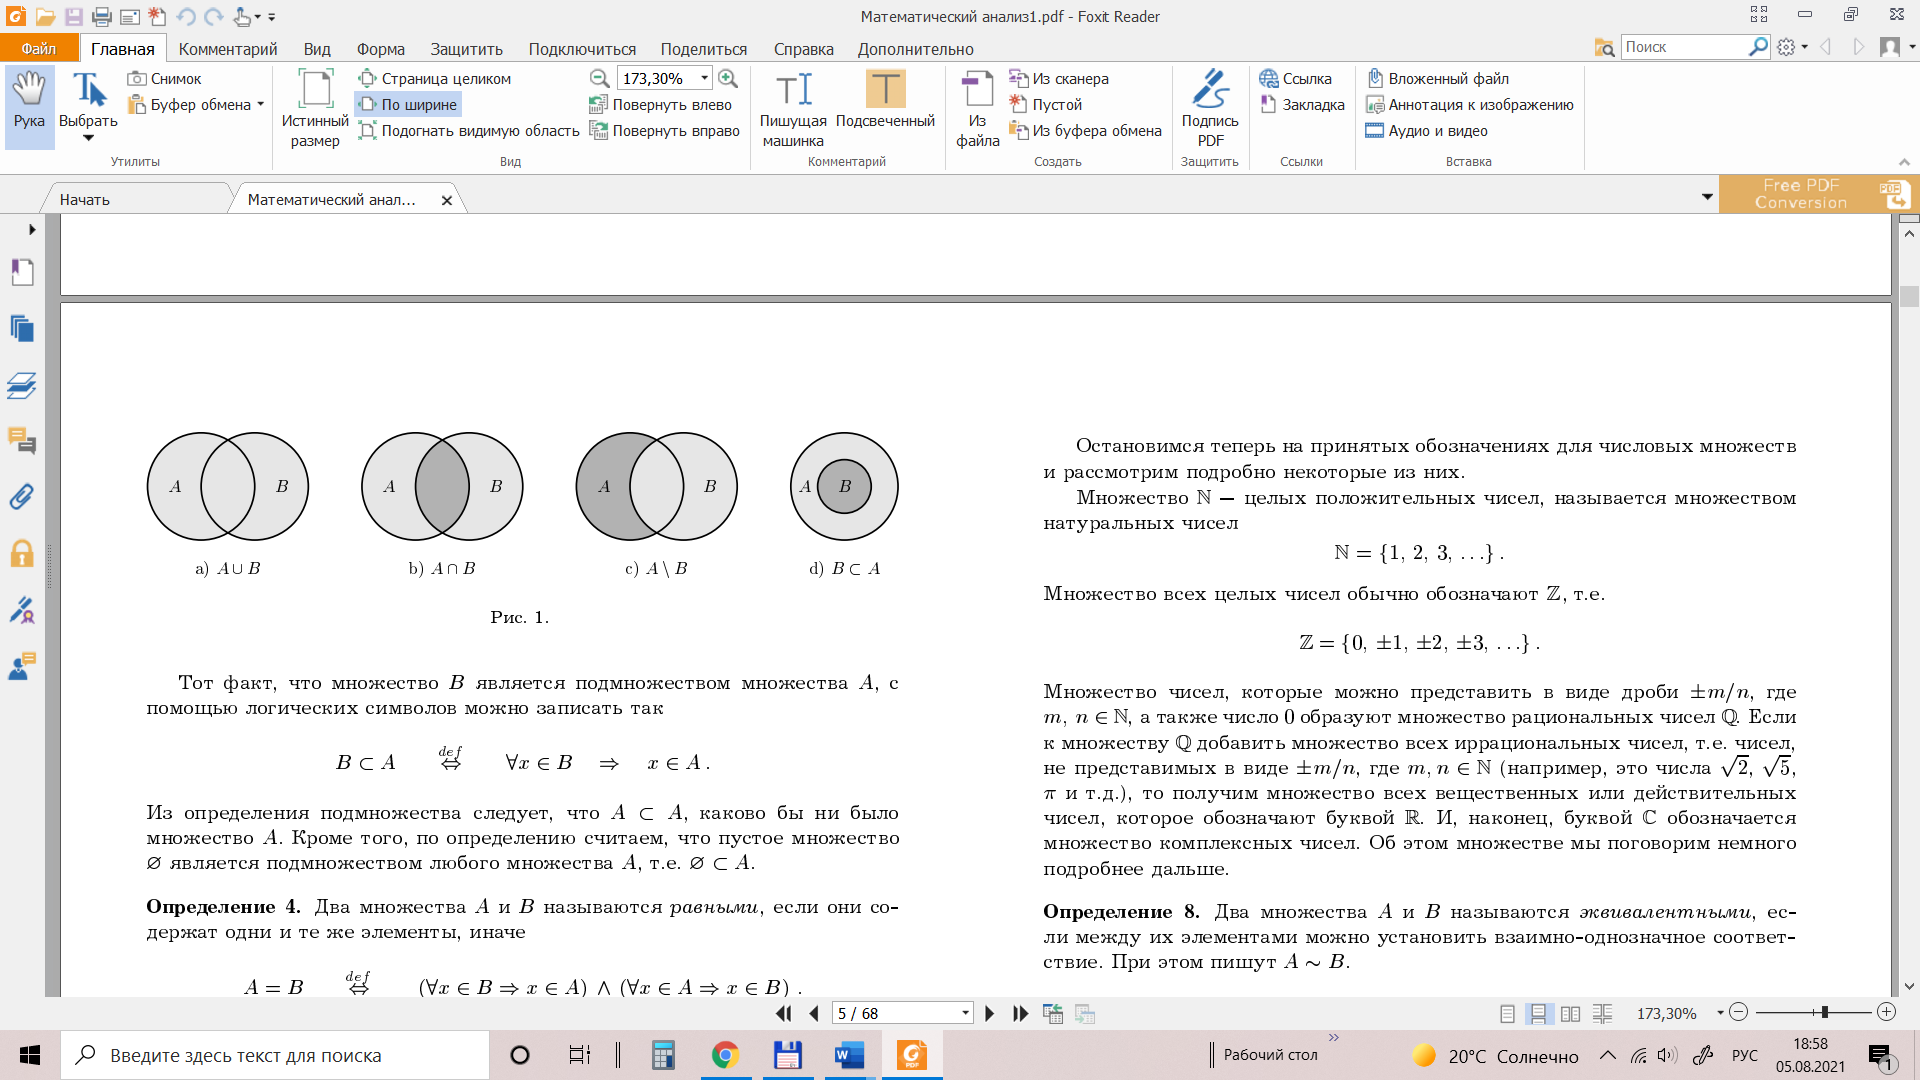 Математический анализ1.pdf - Foxit Reader
Файл Главная Комментарий Вид Форма Защитить Подключиться Поделиться Справка Дополнительно Поиск
Рука
Выбрать
Снимок
Буфер обмена
Утилиты
Истинный размер
Страница целиком
По ширине
Подогнать видимую область
173,30%
Повернуть влево
Повернуть вправо
Вид
Пишущая машинка
Подсвеченный
Комментарий
Из файла
Из сканера
Пустой
Из буфера обмена
Создать
Подпись PDF
Защитить
Ссылка
Закладка
Ссылки
Вложенный файл
Аннотация к изображению
Аудио и видео
Вставка
Начать
Математический анал...
Free PDF
Conversion
A B A B A B A B
a) A ∪ B b) A ∩ B c) A \ B d) B ⊂ A
Рис. 1.
Тот факт, что множество B является подмножеством множества A, с
помощью логических символов можно записать так
B ⊂ A def ⇔ ∀x ∈ B ⇒ x ∈ A .
Из определения подмножества следует, что A ⊂ A, каково бы ни было
множество A. Кроме того, по определению считаем, что пустое множество
∅ является подмножеством любого множества A, т.е. ∅ ⊂ A.
Определение 4. Два множества A и B называются равными, если они со-
держат одни и те же элементы, иначе
A = B def ⇔ (∀x ∈ B ⇒ x ∈ A) ∧ (∀x ∈ A ⇒ x ∈ B) .
Остановимся теперь на принятых обозначениях для числовых множеств
и рассмотрим подробно некоторые из них.
Множество ℕ – целых положительных чисел, называется множеством
натуральных чисел
ℕ = {1, 2, 3, ...} .
Множество всех целых чисел обычно обозначают ℤ, т.е.
ℤ = {0, ±1, ±2, ±3, ...} .
Множество чисел, которые можно представить в виде дроби ±m/n, где
m, n ∈ ℕ, а также число 0 образуют множество рациональных чисел ℚ. Если
к множеству ℚ добавить множество всех иррациональных чисел, т.е. чисел,
не представимых в виде ±m/n, где m, n ∈ ℕ (например, это числа √2, √5,
π и т.д.), то получим множество всех вещественных или действительных
чисел, которое обозначают буквой ℝ. И, наконец, буквой ℂ обозначается
множество комплексных чисел. Об этом множестве мы поговорим немного
подробнее дальше.
Определение 8. Два множества A и B называются эквивалентными, ес-
ли между их элементами можно установить взаимно-однозначное соответ-
ствие. При этом пишут A ∼ B.
5 / 68
173,30%
Введите здесь текст для поиска
Рабочий стол
20°C Солнечно
РУС
18:58
05.08.2021
1